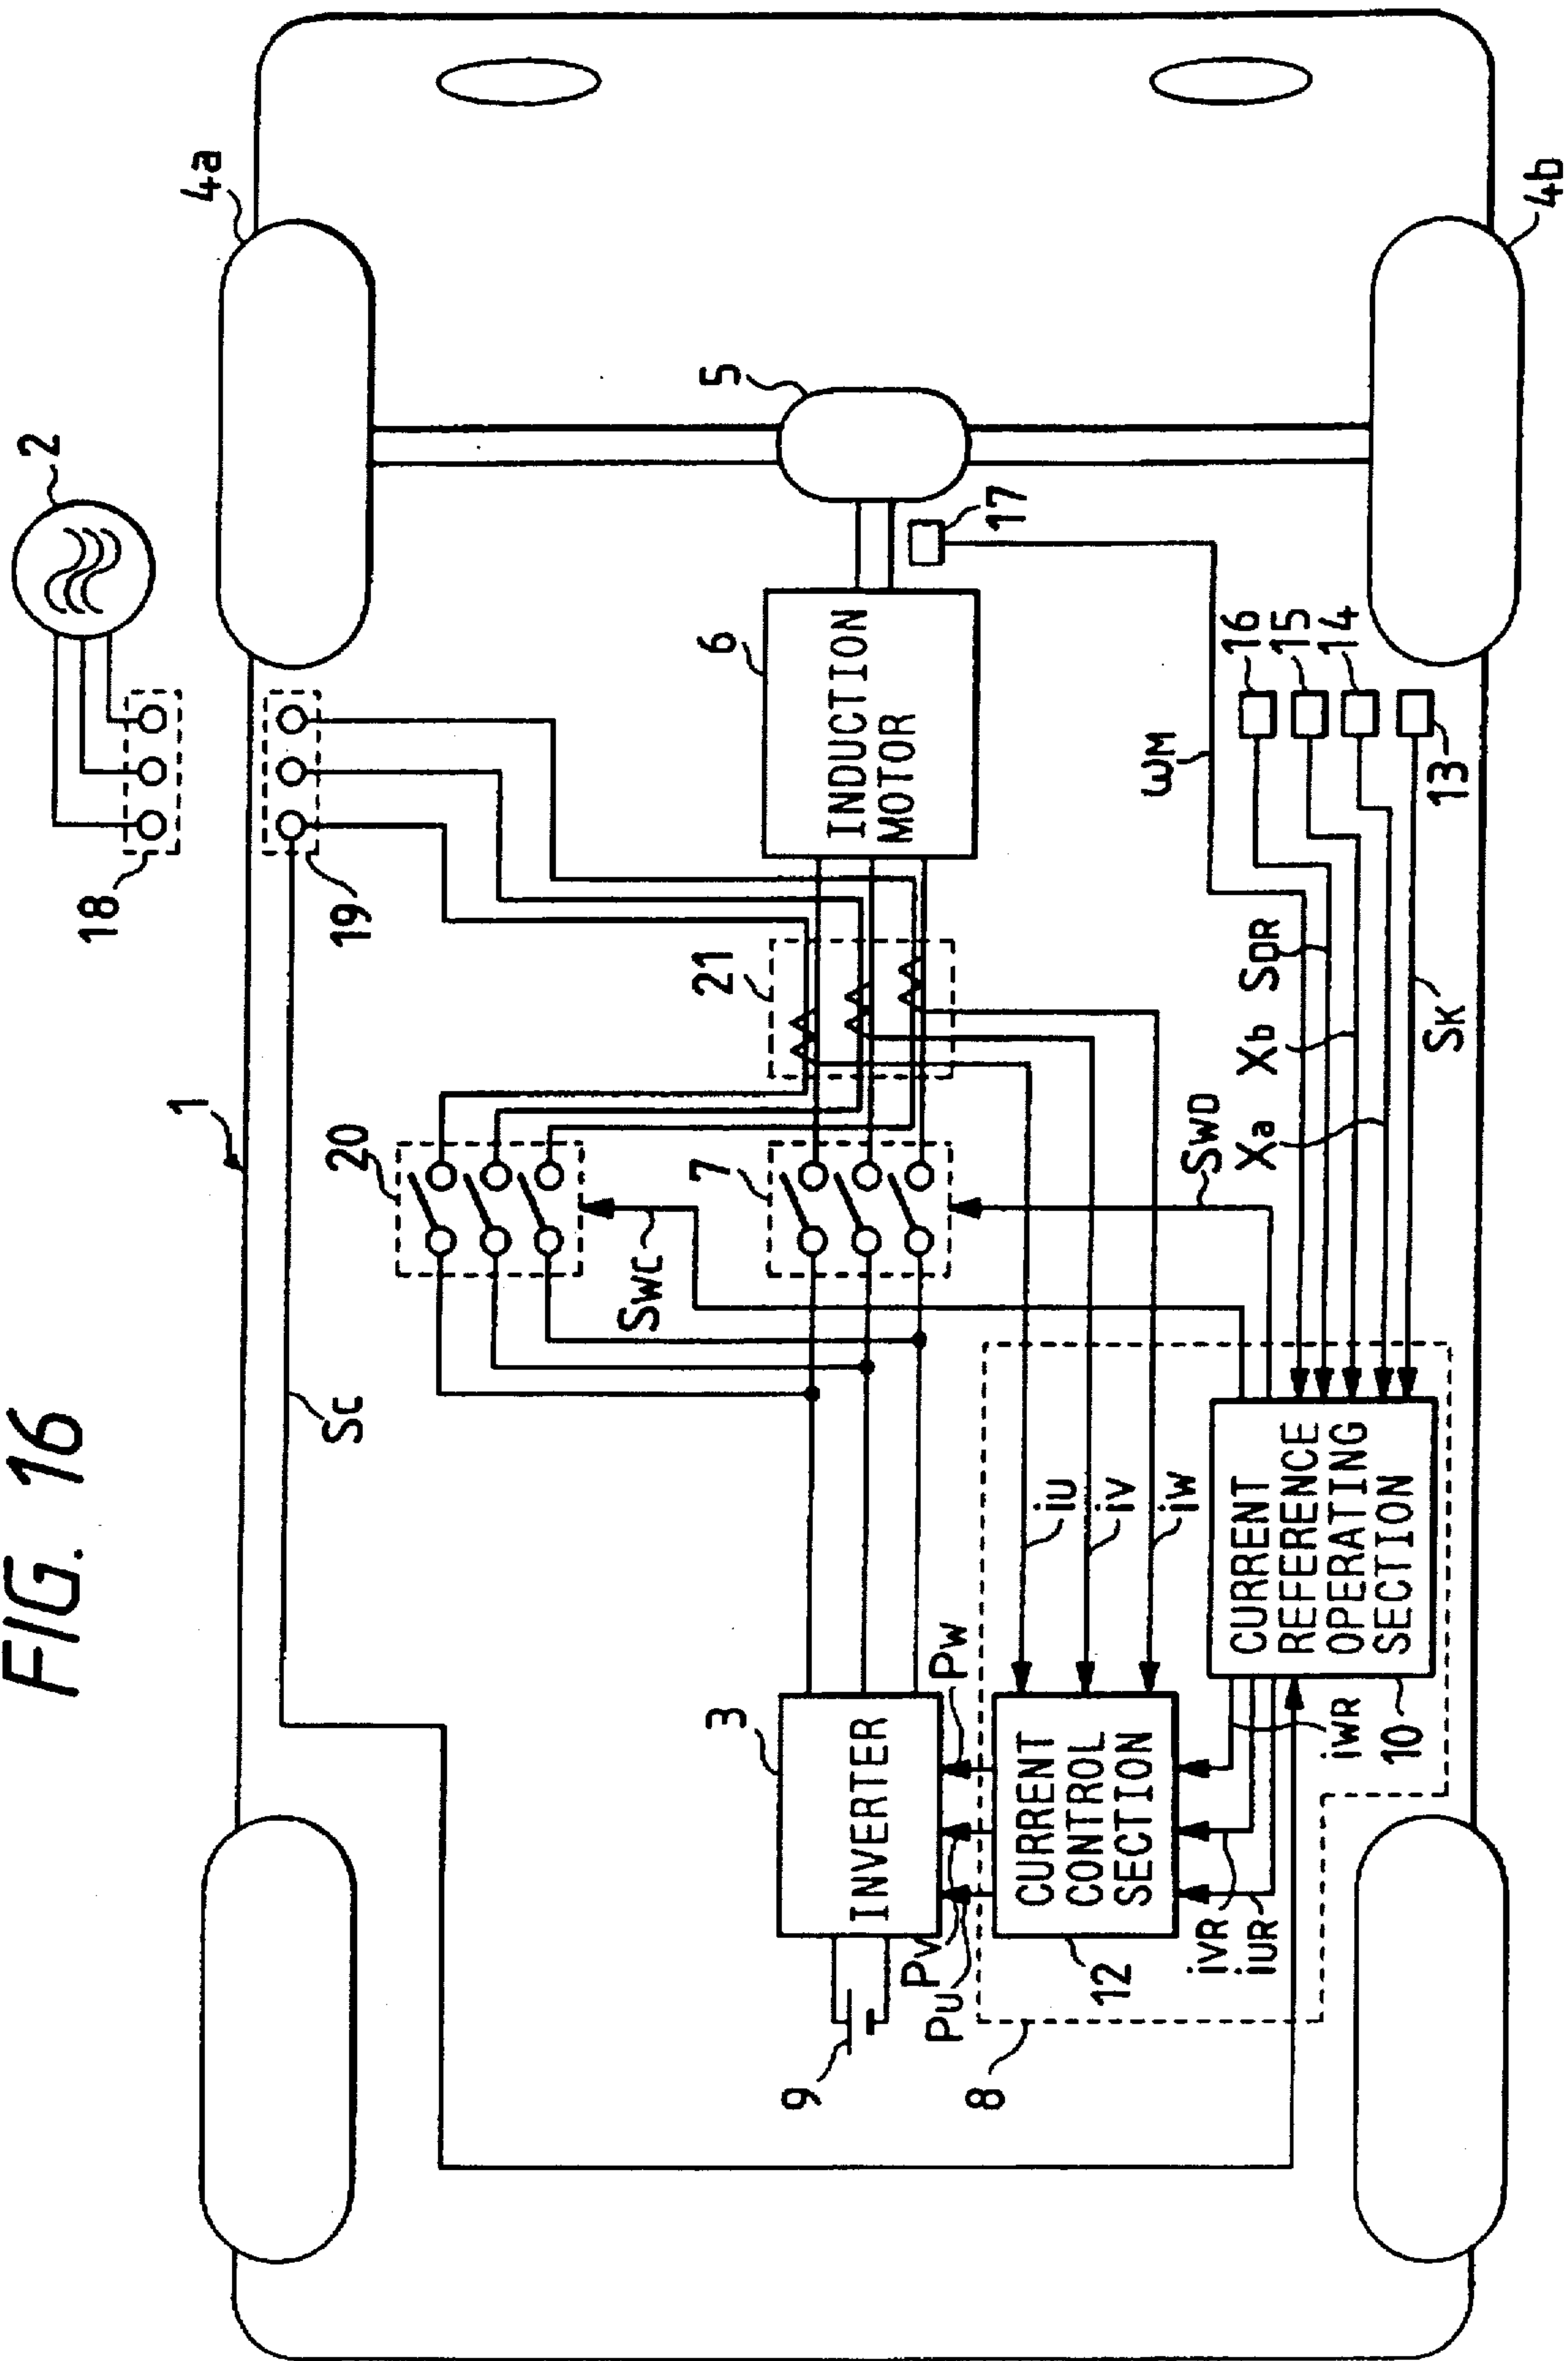 FIG. 16
1
2
4a
4b
18
19
Sc
5
17
6
INDUCTION
MOTOR
20
21
7
SWC
SWD
ωM
16
15
14
13
SDR
Xb
Xa
SK
3
INVERTER
9
PW
PV
PU
iU
iV
iW
CURRENT
CONTROL
SECTION
12
8
iVR
iUR
iWR
10
CURRENT
REFERENCE
OPERATING
SECTION